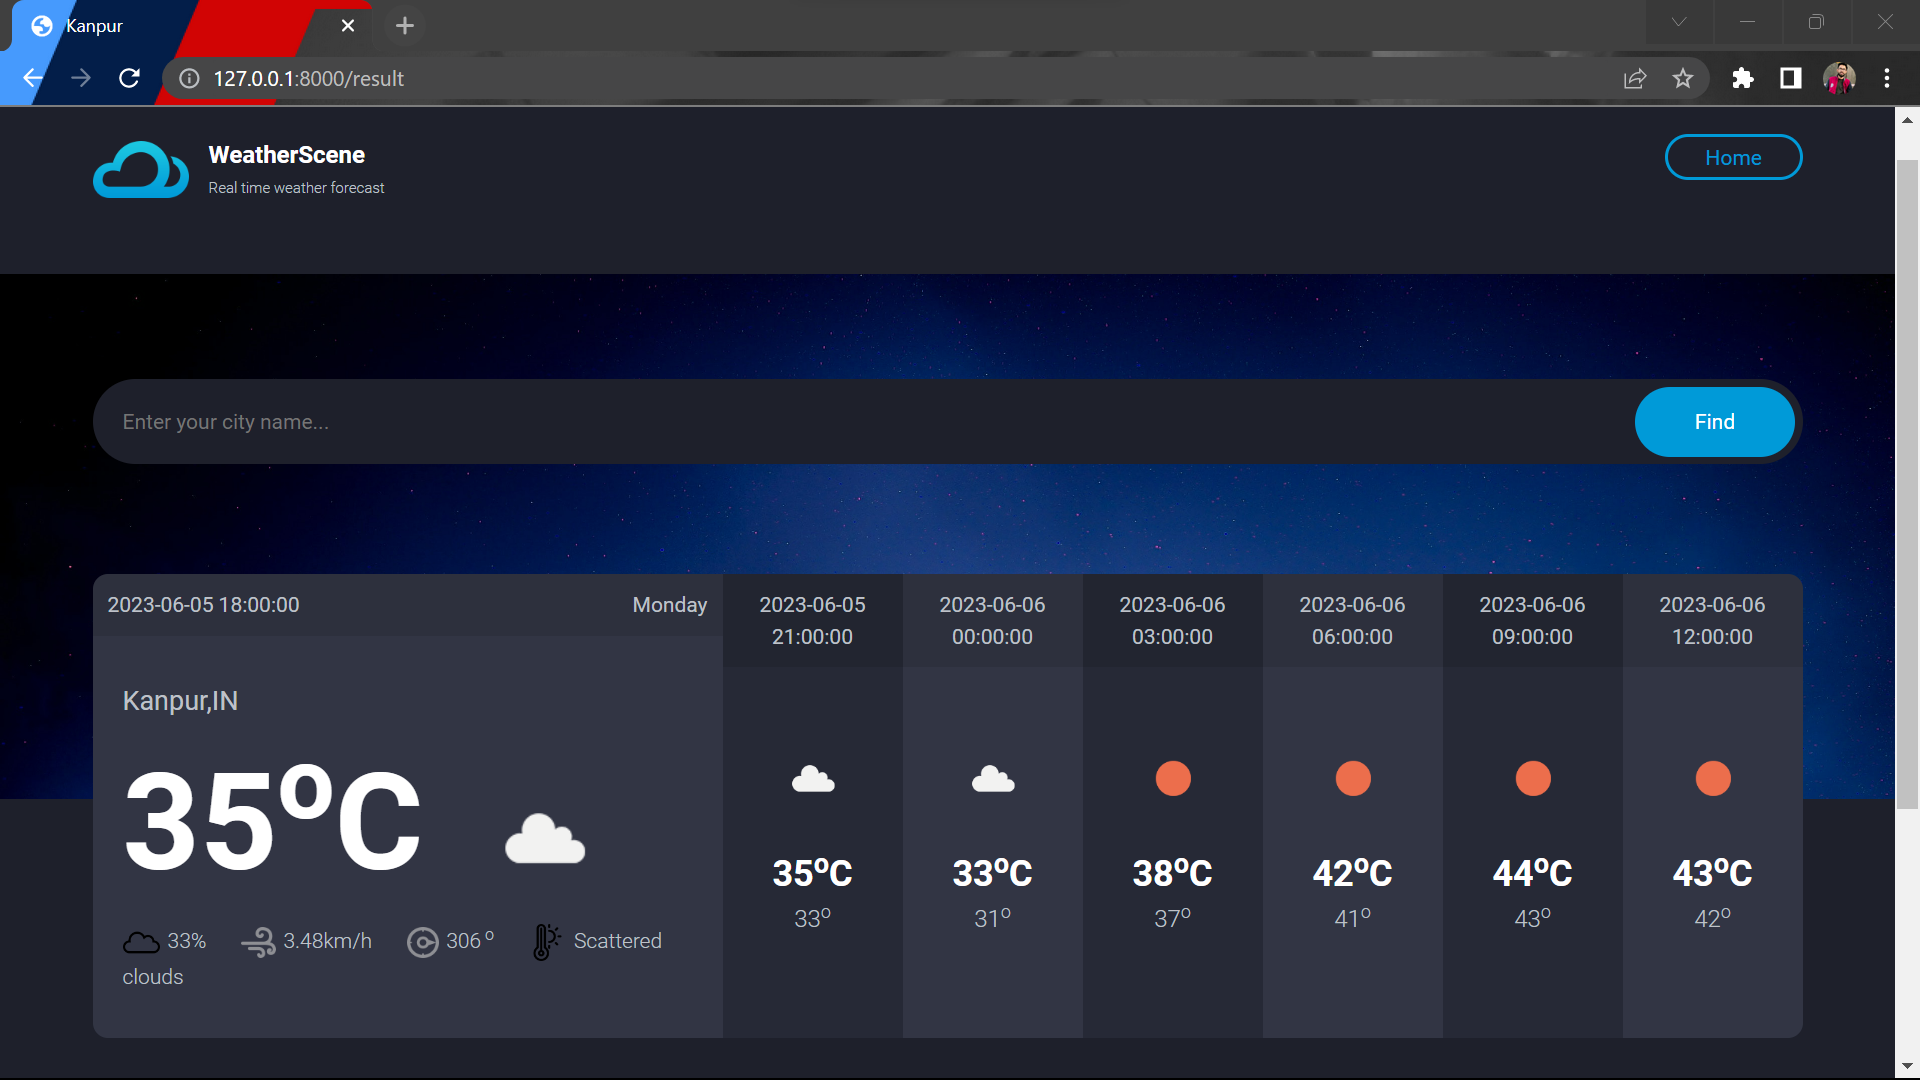 Kanpur
127.0.0.1:8000/result
WeatherScene
Real time weather forecast
Home
Enter your city name...
Find
2023-06-05 18:00:00 Monday
Kanpur,IN
35°C
33% 3.48km/h 306° Scattered
clouds
2023-06-05
21:00:00
35°C
33°
2023-06-06
00:00:00
33°C
31°
2023-06-06
03:00:00
38°C
37°
2023-06-06
06:00:00
42°C
41°
2023-06-06
09:00:00
44°C
43°
2023-06-06
12:00:00
43°C
42°